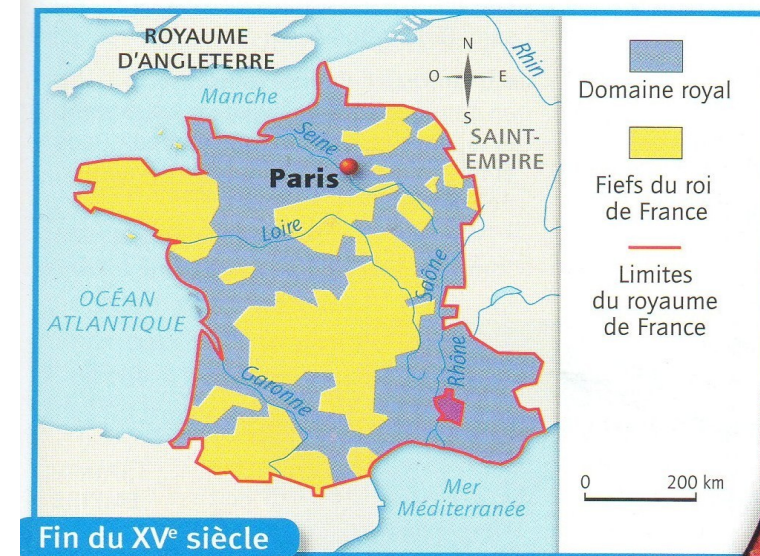 ROYAUME
D'ANGLETERRE
Manche
N
O
E
S
Rhin
SAINT-
EMPIRE
Seine
Paris
Loire
Saône
OCÉAN
ATLANTIQUE
Garonne
Rhône
Mer
Méditerranée
Fin du XVe siècle
Domaine royal
Fiefs du roi
de France
Limites
du royaume
de France
0
200 km